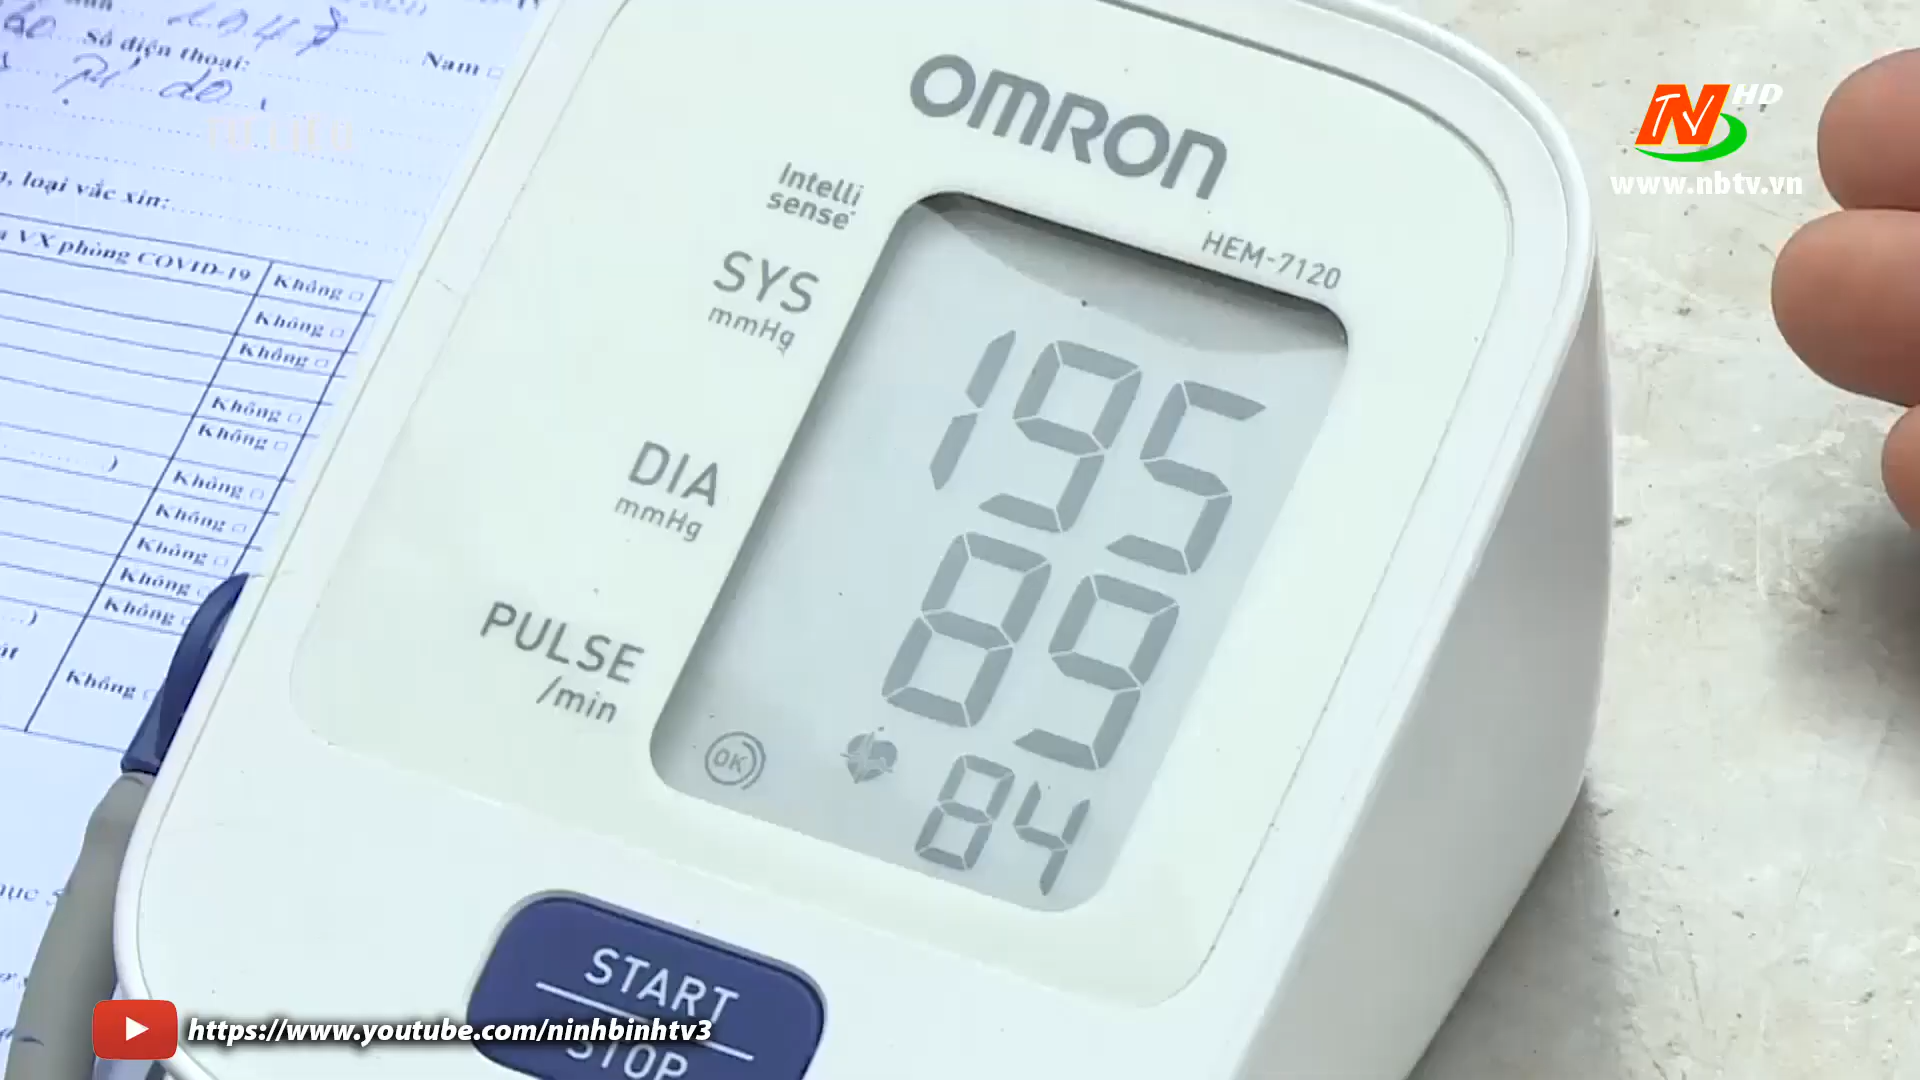 Số điện thoại:
Nam
loại vắc xin:
VX phòng COVID-19
Không
Không
Không
Không
Không
Không
Không
Không
Không
Không
Không
OMRON
Intelli
sense
HEM-7120
SYS
mmHg
195
DIA
mmHg
89
PULSE
/min
OK
84
START
STOP
NTV HD
www.nbtv.vn
https://www.youtube.com/ninhbinhtv3